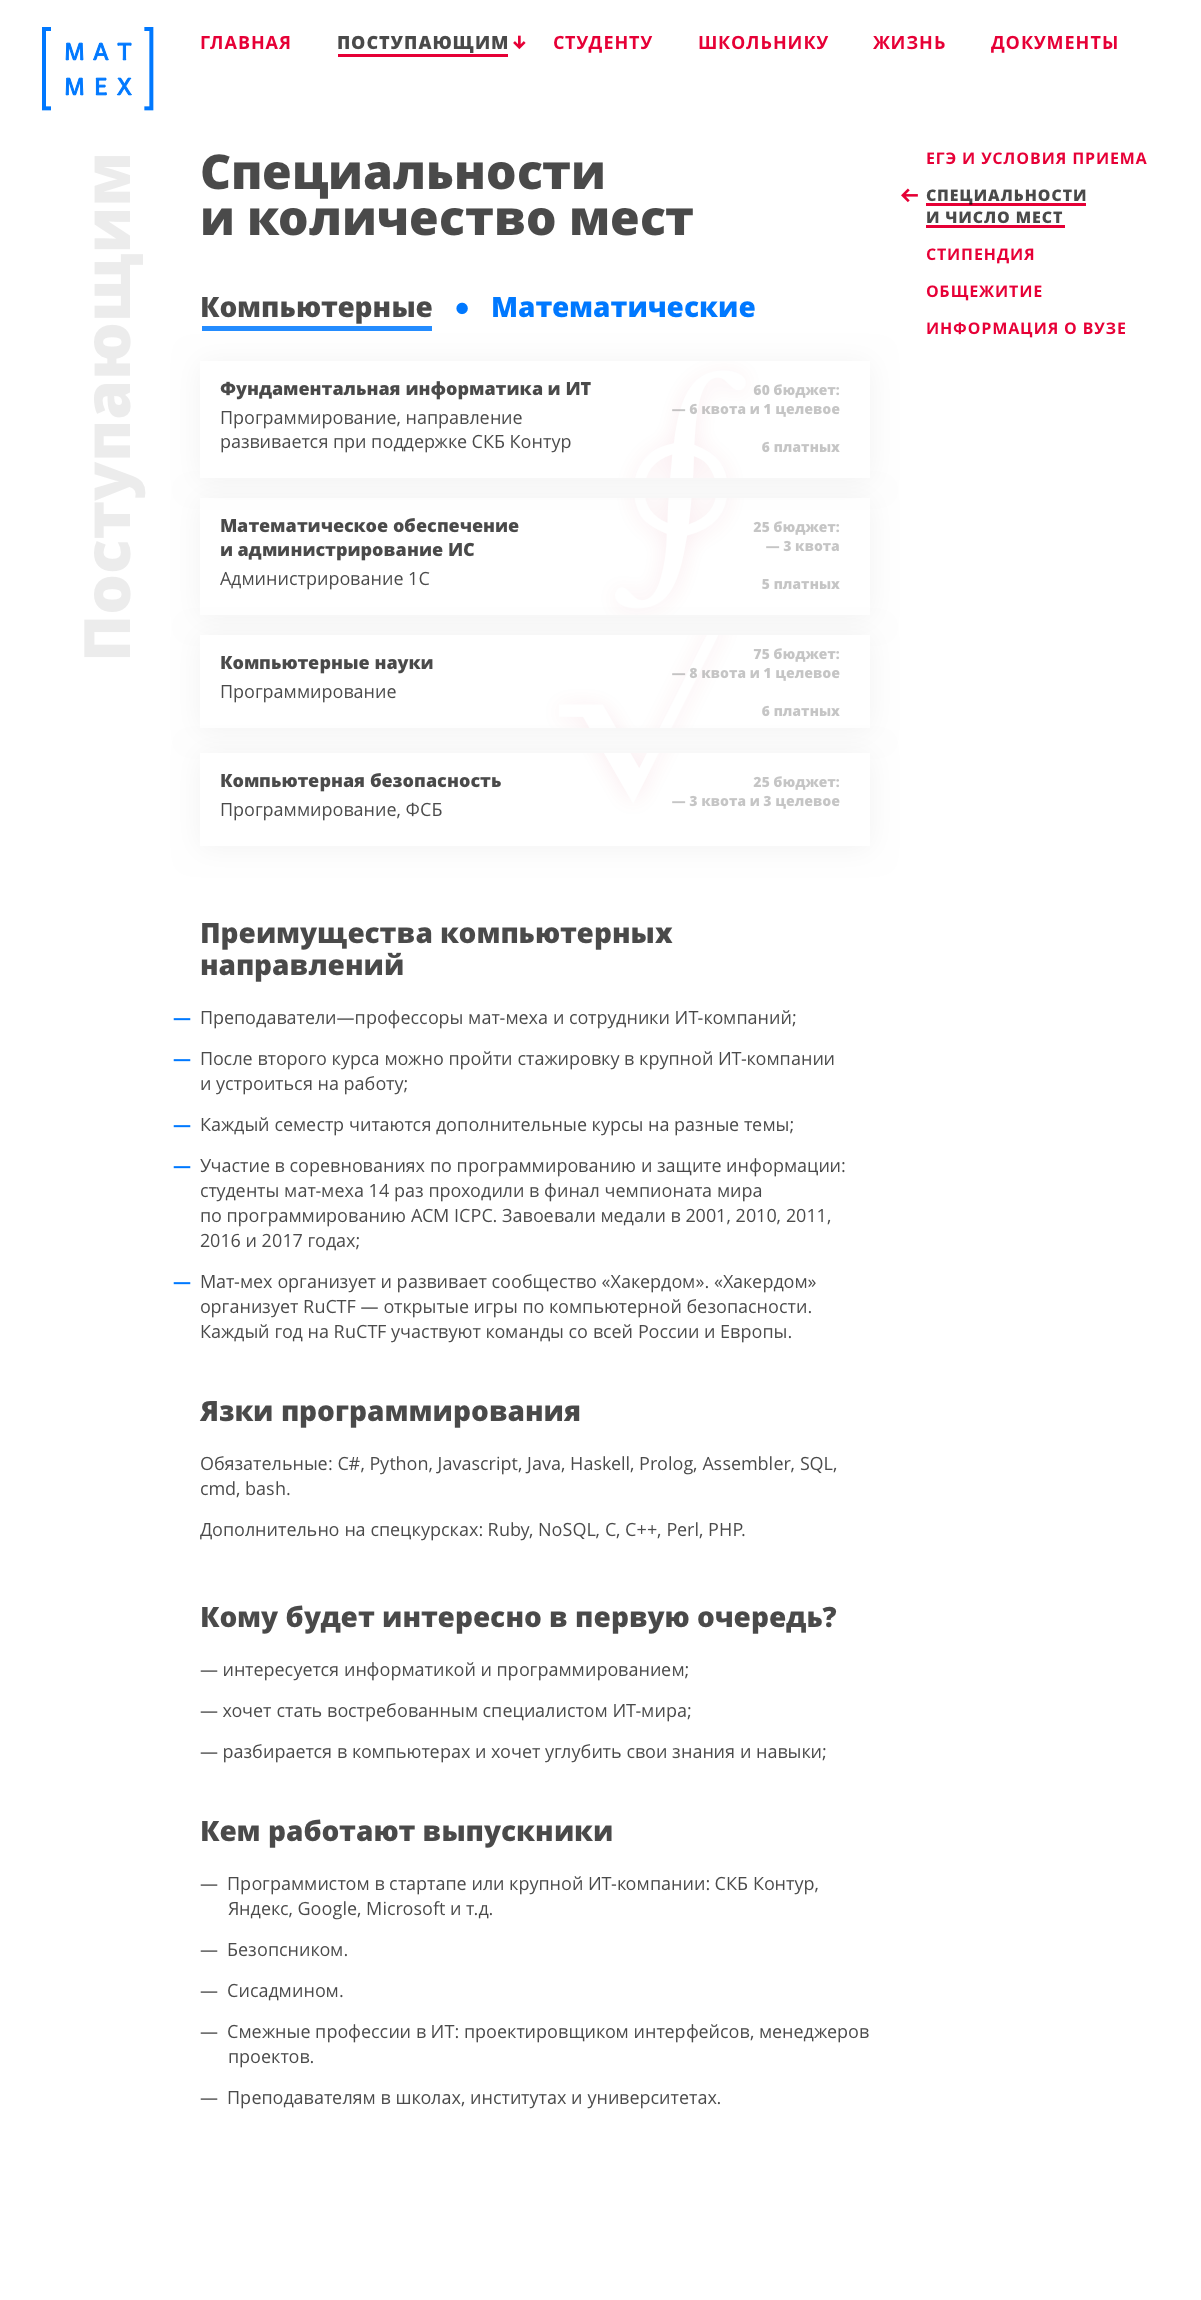 МАТ
МЕХ
ГЛАВНАЯ
ПОСТУПАЮЩИМ
СТУДЕНТУ
ШКОЛЬНИКУ
ЖИЗНЬ
ДОКУМЕНТЫ
Поступающим
Специальности
и количество мест
ЕГЭ И УСЛОВИЯ ПРИЕМА
СПЕЦИАЛЬНОСТИ
И ЧИСЛО МЕСТ
СТИПЕНДИЯ
ОБЩЕЖИТИЕ
ИНФОРМАЦИЯ О ВУЗЕ
Компьютерные • Математические
Фундаментальная информатика и ИТ
Программирование, направление
развивается при поддержке СКБ Контур
60 бюджет:
— 6 квота и 1 целевое
6 платных
Математическое обеспечение
и администрирование ИС
Администрирование 1С
25 бюджет:
— 3 квота
5 платных
Компьютерные науки
Программирование
75 бюджет:
— 8 квота и 1 целевое
6 платных
Компьютерная безопасность
Программирование, ФСБ
25 бюджет:
— 3 квота и 3 целевое
Преимущества компьютерных
направлений
— Преподаватели—профессоры мат-меха и сотрудники ИТ-компаний;
— После второго курса можно пройти стажировку в крупной ИТ-компании
и устроиться на работу;
— Каждый семестр читаются дополнительные курсы на разные темы;
— Участие в соревнованиях по программированию и защите информации:
студенты мат-меха 14 раз проходили в финал чемпионата мира
по программированию ACM ICPC. Завоевали медали в 2001, 2010, 2011,
2016 и 2017 годах;
— Мат-мех организует и развивает сообщество «Хакердом». «Хакердом»
организует RuCTF — открытые игры по компьютерной безопасности.
Каждый год на RuCTF участвуют команды со всей России и Европы.
Язки программирования
Обязательные: C#, Python, Javascript, Java, Haskell, Prolog, Assembler, SQL,
cmd, bash.
Дополнительно на спецкурсках: Ruby, NoSQL, C, C++, Perl, PHP.
Кому будет интересно в первую очередь?
— интересуется информатикой и программированием;
— хочет стать востребованным специалистом ИТ-мира;
— разбирается в компьютерах и хочет углубить свои знания и навыки;
Кем работают выпускники
— Программистом в стартапе или крупной ИТ-компании: СКБ Контур,
Яндекс, Google, Microsoft и т.д.
— Безопсником.
— Сисадмином.
— Смежные профессии в ИТ: проектировщиком интерфейсов, менеджеров
проектов.
— Преподавателям в школах, институтах и университетах.